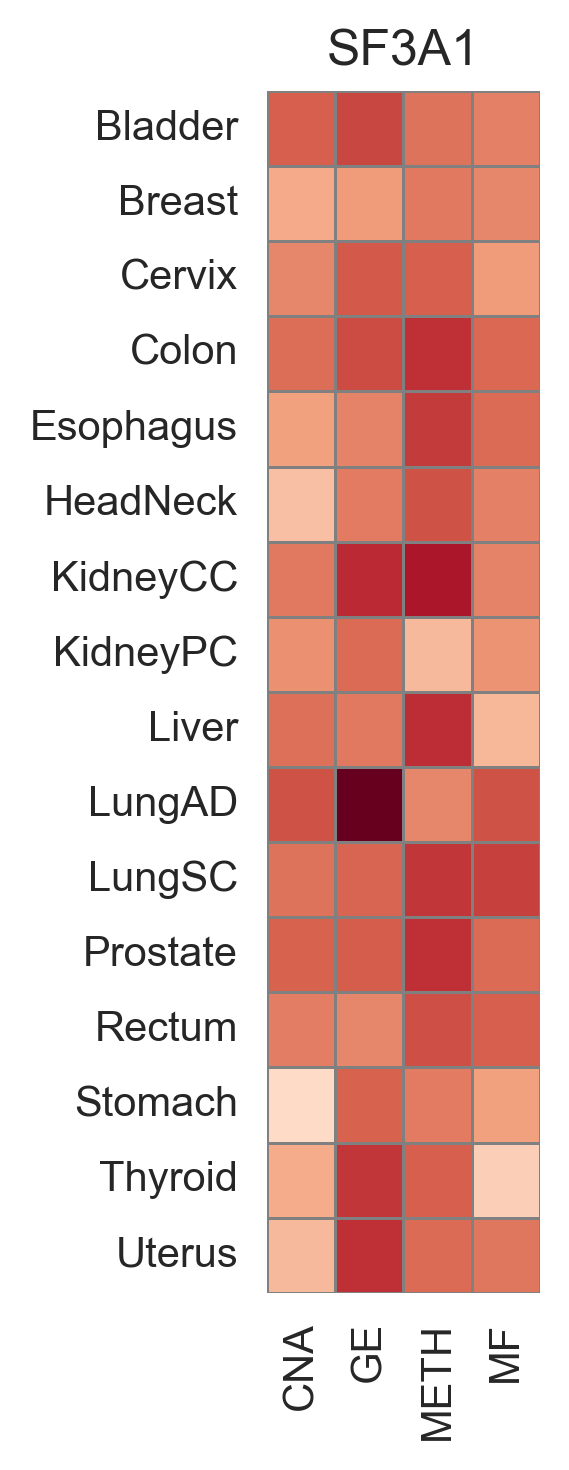 SF3A1
Bladder
Breast
Cervix
Colon
Esophagus
HeadNeck
KidneyCC
KidneyPC
Liver
LungAD
LungSC
Prostate
Rectum
Stomach
Thyroid
Uterus
CNA
GE
METH
MF